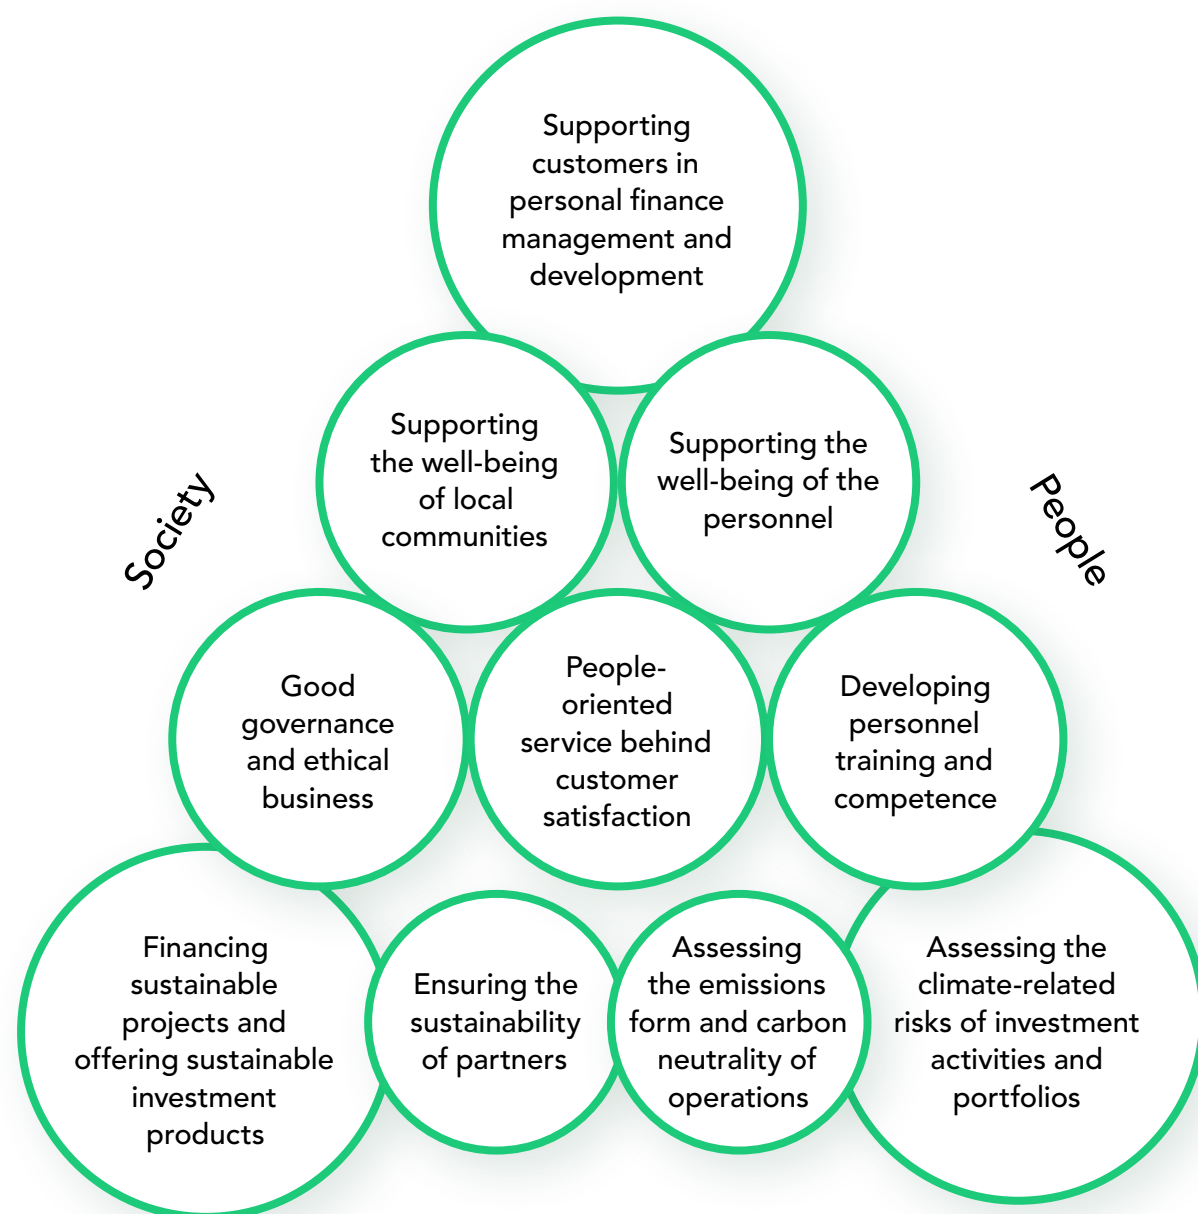 Supporting
customers in
personal finance
management and
development
Supporting
the well-being
of local
communities
Supporting the
well-being of the
personnel
Society
People
Good
governance
and ethical
business
People-
oriented
service behind
customer
satisfaction
Developing
personnel
training and
competence
Financing
sustainable
projects and
offering sustainable
investment
products
Ensuring the
sustainability
of partners
Assessing
the emissions
form and carbon
neutrality of
operations
Assessing the
climate-related
risks of investment
activities and
portfolios